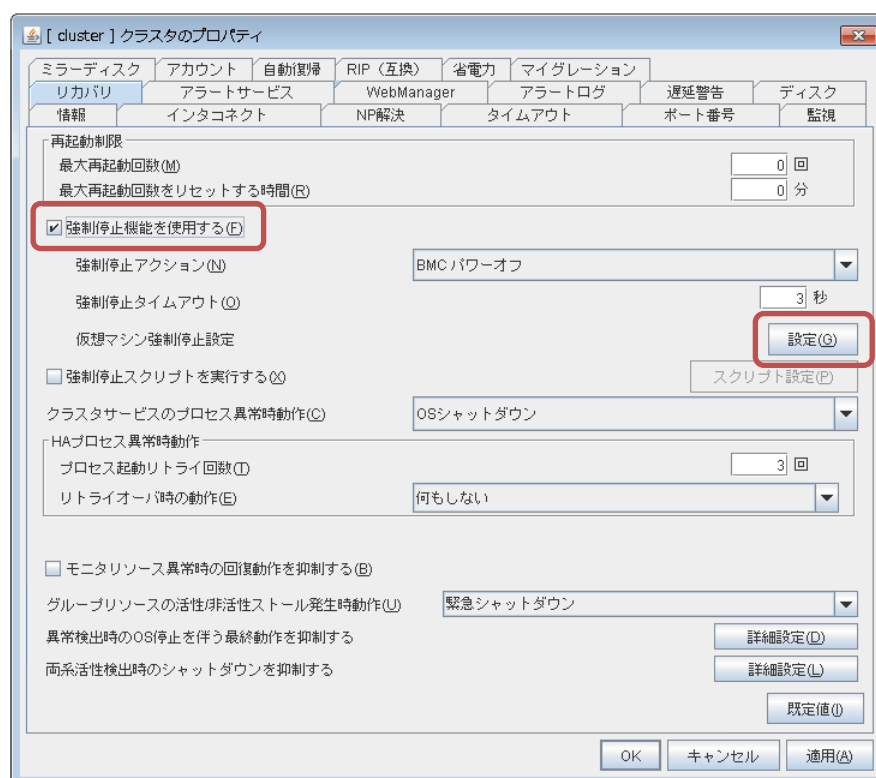 [ cluster ] クラスタのプロパティ
ミラーディスク アカウント 自動復帰 RIP（互換） 省電力 マイグレーション
リカバリ アラートサービス WebManager アラートログ 遅延警告 ディスク
情報 インタコネクト NP解決 タイムアウト ポート番号 監視
再起動制限
最大再起動回数(M) 0 回
最大再起動回数をリセットする時間(R) 0 分
強制停止機能を使用する(F)
強制停止アクション(N) BMC パワーオフ
強制停止タイムアウト(O) 3 秒
仮想マシン強制停止設定 設定(G)
強制停止スクリプトを実行する(X) スクリプト設定(P)
クラスタサービスのプロセス異常時動作(C) OSシャットダウン
HAプロセス異常時動作
プロセス起動リトライ回数(T) 3 回
リトライオーバ時の動作(E) 何もしない
モニタリソース異常時の回復動作を抑制する(B)
グループリソースの活性/非活性ストール発生時動作(U) 緊急シャットダウン
異常検出時のOS停止を伴う最終動作を抑制する 詳細設定(D)
両系活性検出時のシャットダウンを抑制する 詳細設定(L)
既定値(I)
OK キャンセル 適用(A)